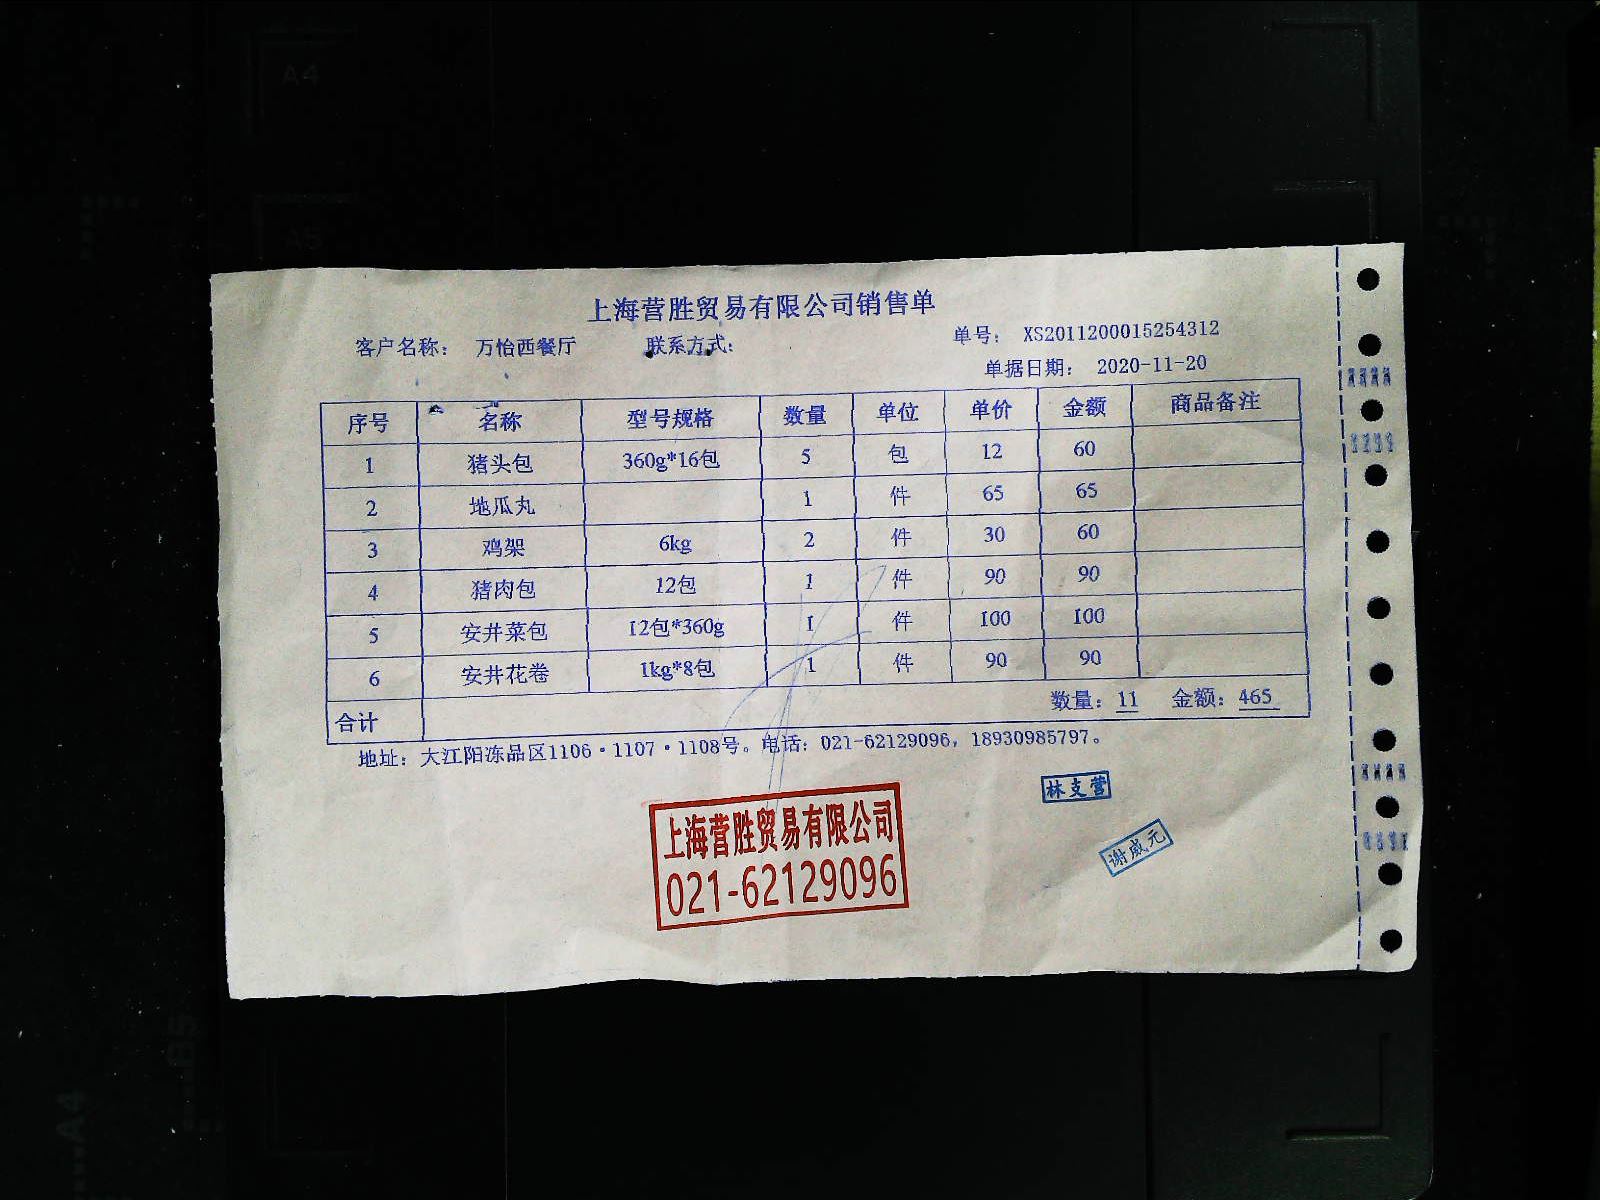 上海营胜贸易有限公司销售单
客户名称： 万怡西餐厅 联系方式: 单号： XS2011200015254312
单据日期： 2020-11-20
序号 名称 型号规格 数量 单位 单价 金额 商品备注
1 猪头包 360g*16包 5 包 12 60
2 地瓜丸 1 件 65 65
3 鸡架 6kg 2 件 30 60
4 猪肉包 12包 1 件 90 90
5 安井菜包 12包*360g 1 件 100 100
6 安井花卷 1kg*8包 1 件 90 90
合计 数量：11 金额：465
地址：大江阳冻品区1106·1107·1108号。电话：021-62129096，18930985797。
林支营
谢威元
上海营胜贸易有限公司
021-62129096
A4
A5
B5
A4